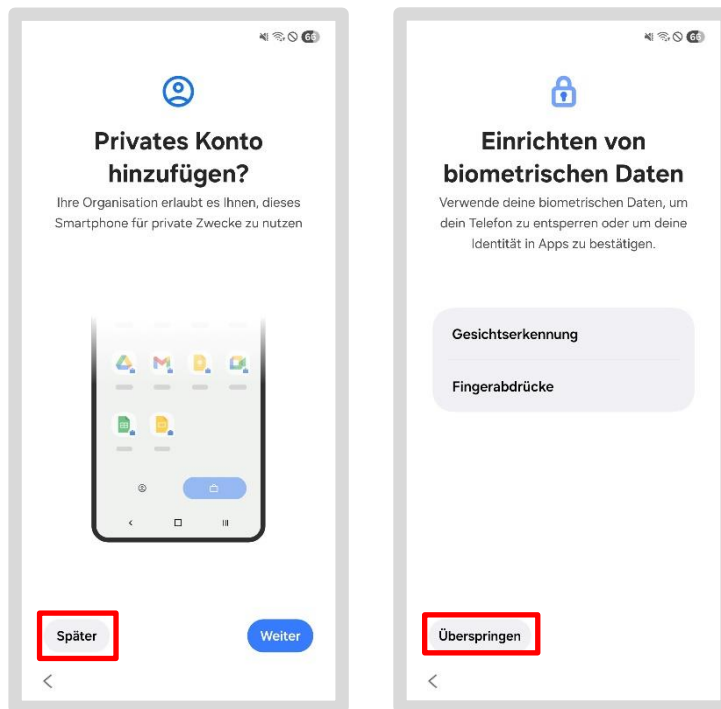 66
Privates Konto
hinzufügen?
Ihre Organisation erlaubt es Ihnen, dieses
Smartphone für private Zwecke zu nutzen
Später
Weiter
66
Einrichten von
biometrischen Daten
Verwende deine biometrischen Daten, um
dein Telefon zu entsperren oder um deine
Identität in Apps zu bestätigen.
Gesichtserkennung
Fingerabdrücke
Überspringen